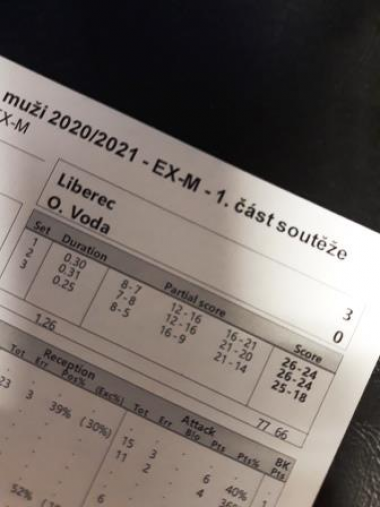 muži 2020/2021 - EX-M - 1. část soutěže
EX-M
Liberec 3
O. Voda 0
Set Duration Partial score Score
1 0.30 8-7 12-16 16-21 26-24
2 0.31 7-8 12-16 21-20 26-24
3 0.25 8-5 16-9 21-14 25-18
1.26 77 66
Reception Attack BK
Tot Err Pos% (Exc%) Tot Err Blo Pts Pts% Pts
23 3 39% (30%) 15 3 6 40%
11 2 4
52% 6